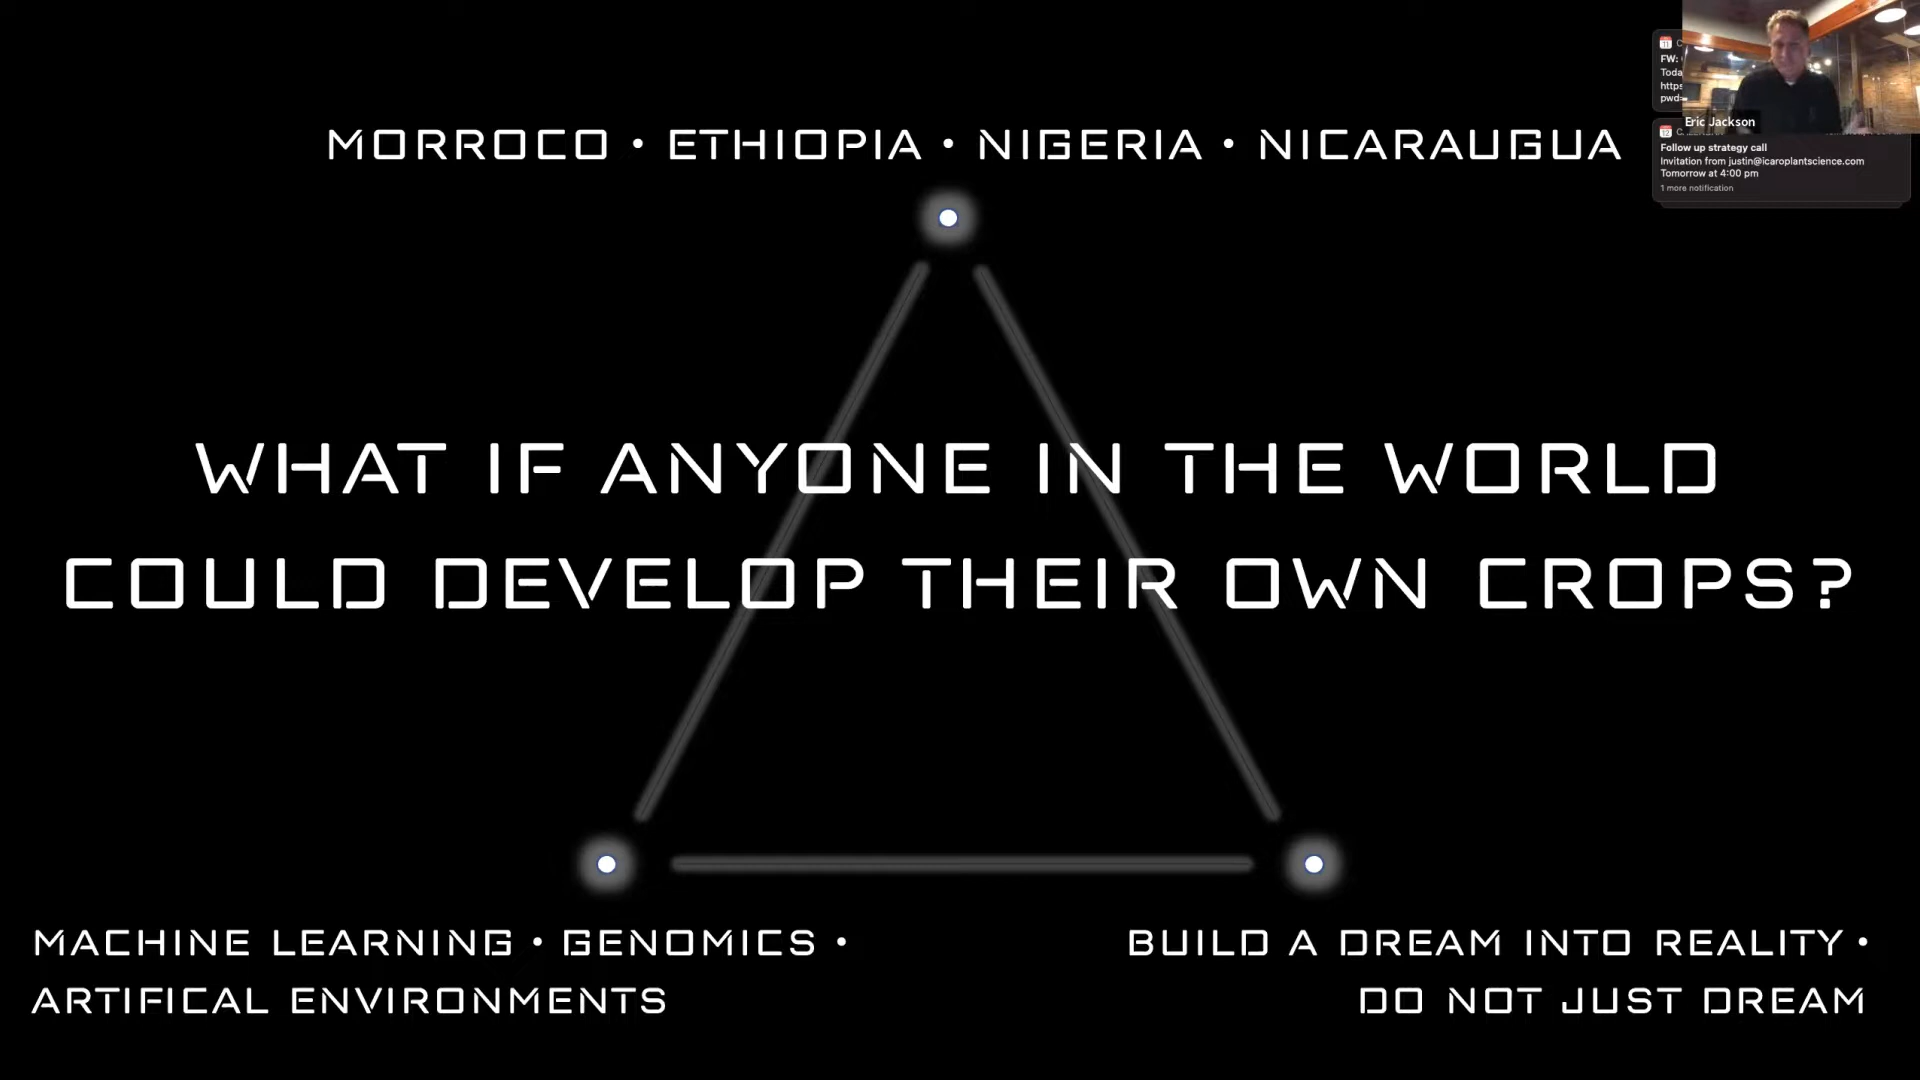 MORROCO • ETHIOPIA • NIGERIA • NICARAUGUA
WHAT IF ANYONE IN THE WORLD
COULD DEVELOP THEIR OWN CROPS?
MACHINE LEARNING • GENOMICS •
ARTIFICAL ENVIRONMENTS
BUILD A DREAM INTO REALITY •
DO NOT JUST DREAM
FW:
Eric Jackson
Follow up strategy call
Invitation from justin@icaroplantscience.com
Tomorrow at 4:00 pm
1 more notification